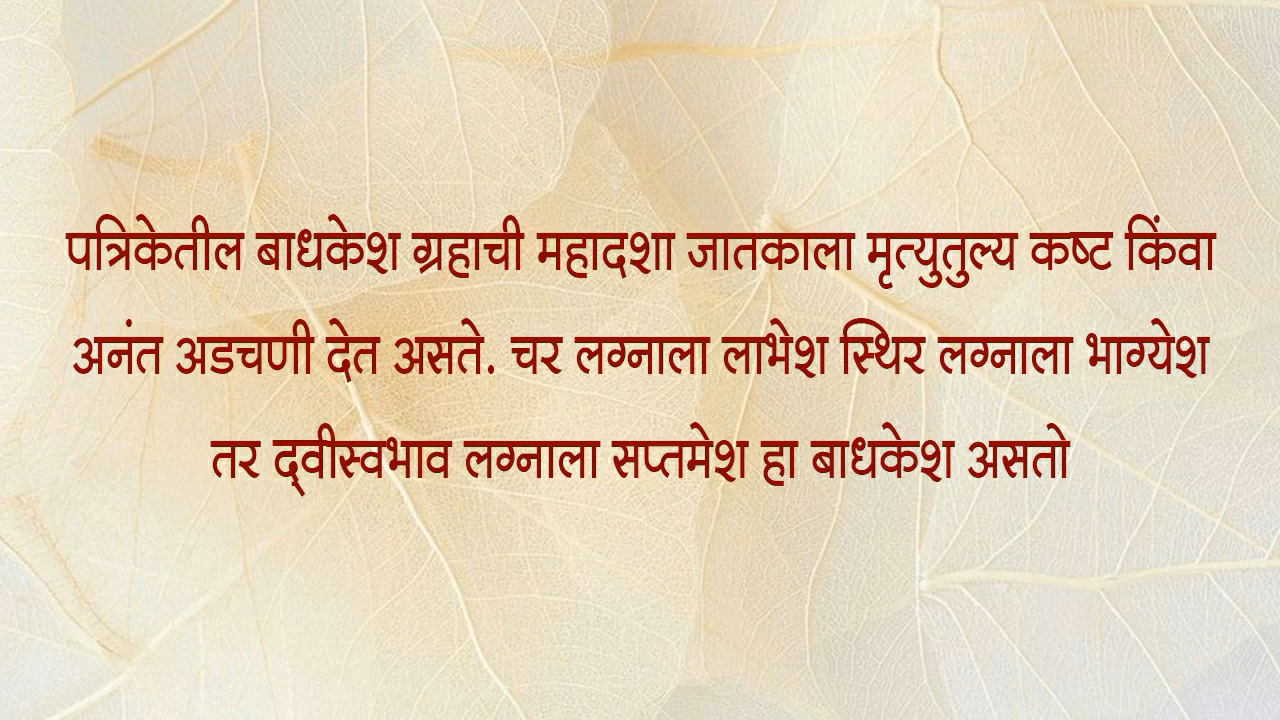 पत्रिकेतील बाधकेश ग्रहाची महादशा जातकाला मृत्युतुल्य कष्ट किंवा
अनंत अडचणी देत असते. चर लग्नाला लाभेश स्थिर लग्नाला भाग्येश
तर द्‌वीस्वभाव लग्नाला सप्तमेश हा बाधकेश असतो